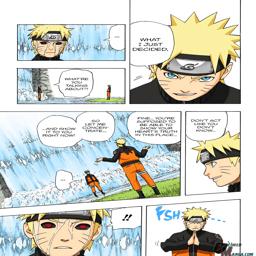 WHAT
I JUST
DECIDED.
WHAT'RE
YOU
TALKING
ABOUT?
DON'T ACT
LIKE YOU
DON'T
KNOW...
FINE... YOU'RE
SUPPOSED TO
BE ABLE TO
YOUR
HEART'S TRUTH
IN THIS PLACE.
SO LET
ME
CONCEN-
TRATE...
...AND
SHOW IT TO
YOU RIGHT
NOW!
FSH
!!